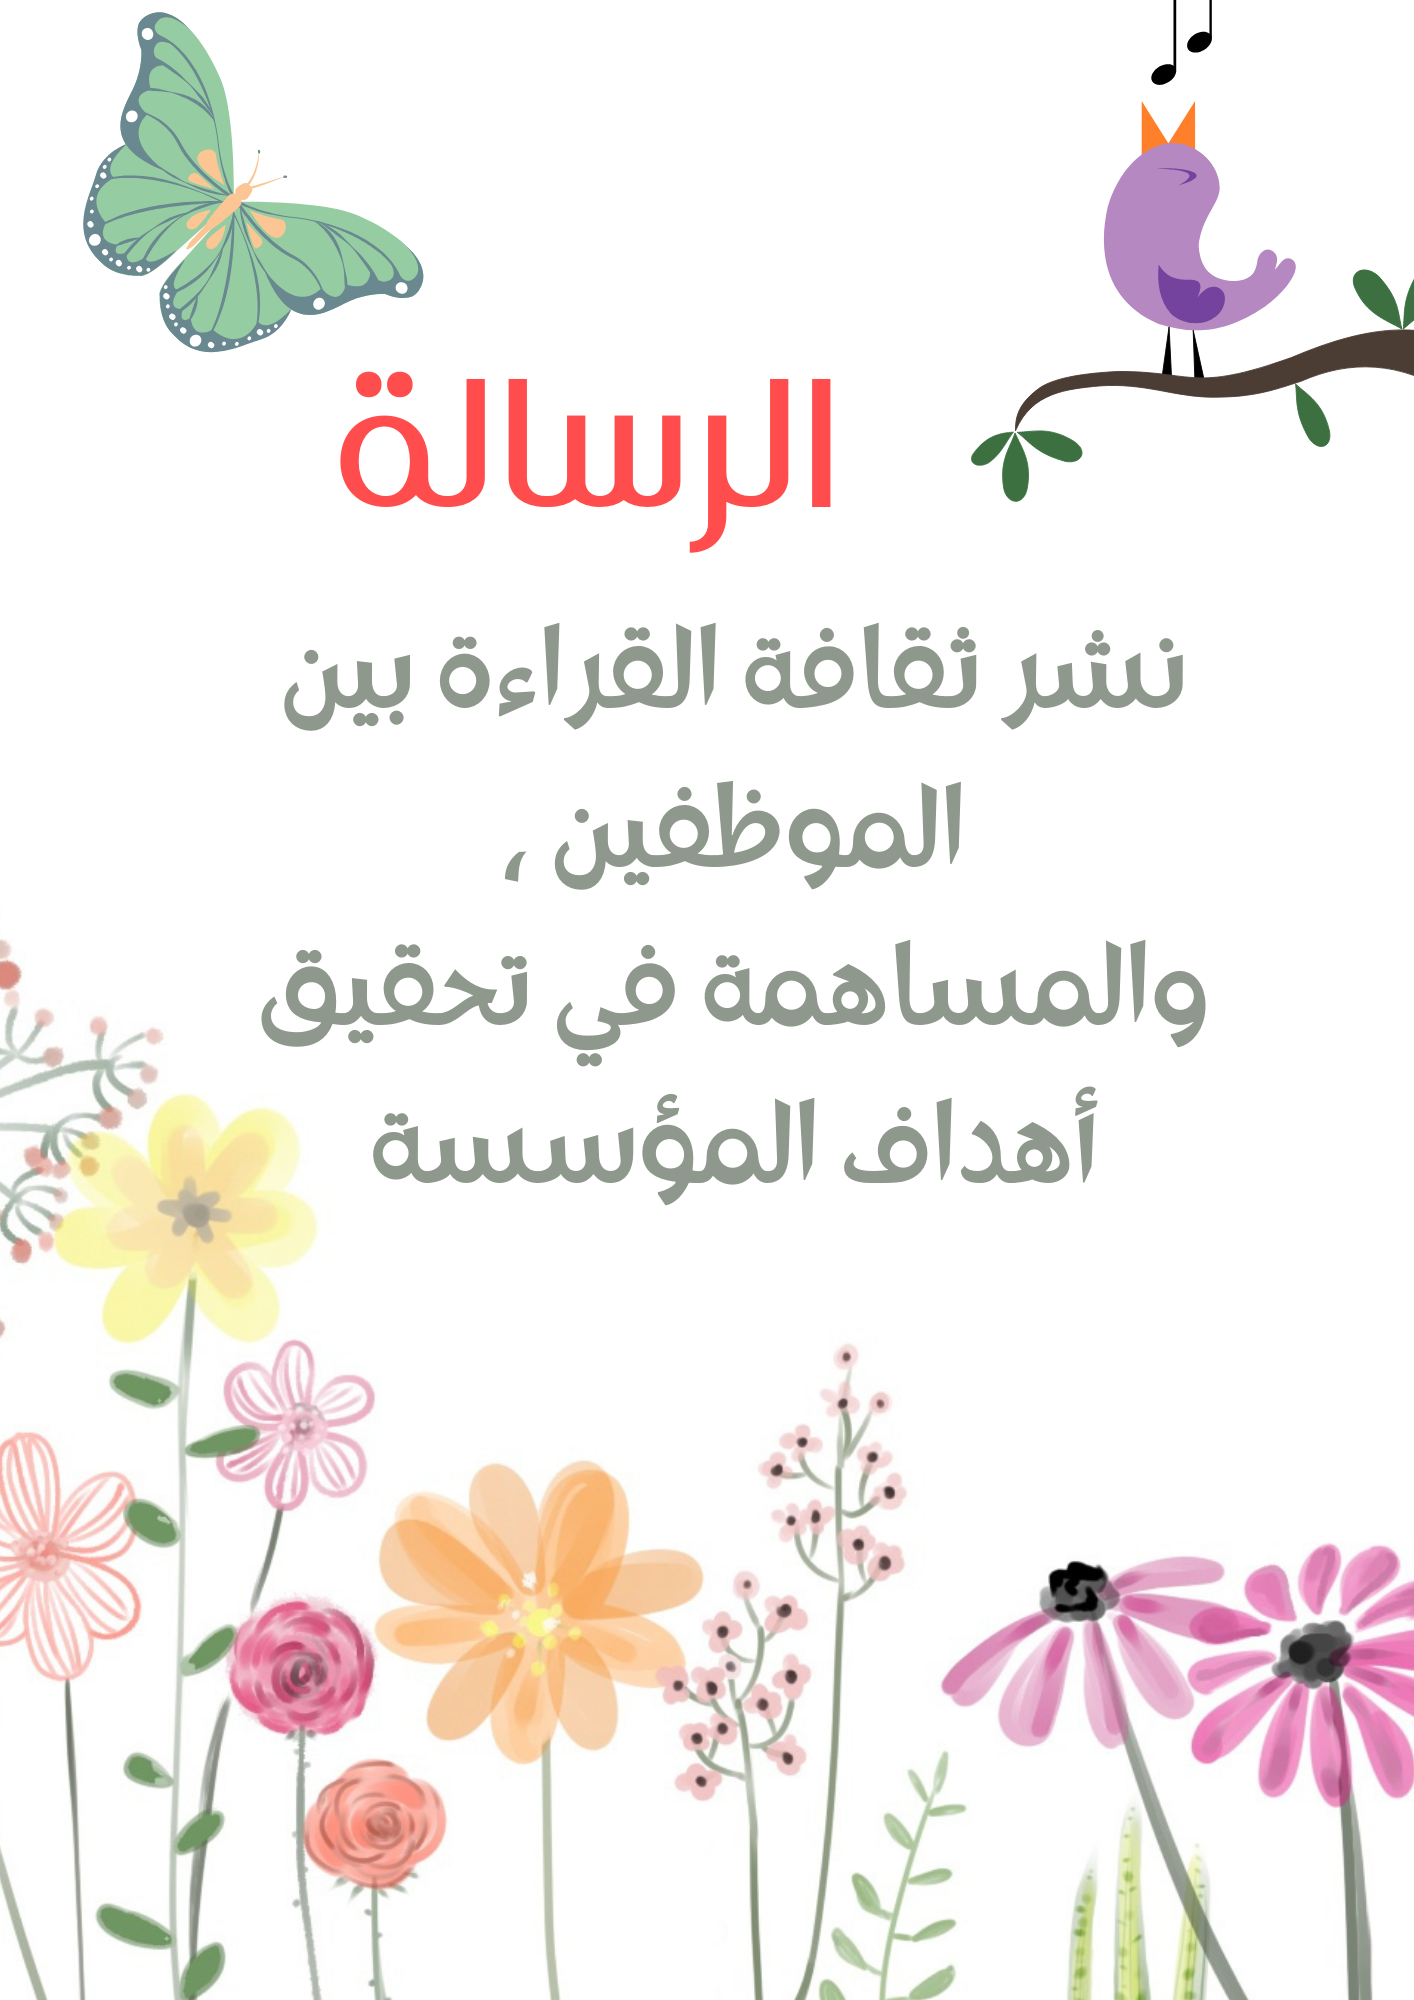 الرسالة
نشر ثقافة القراءة بين
الموظفين ،
والمساهمة في تحقيق
أهداف المؤسسة